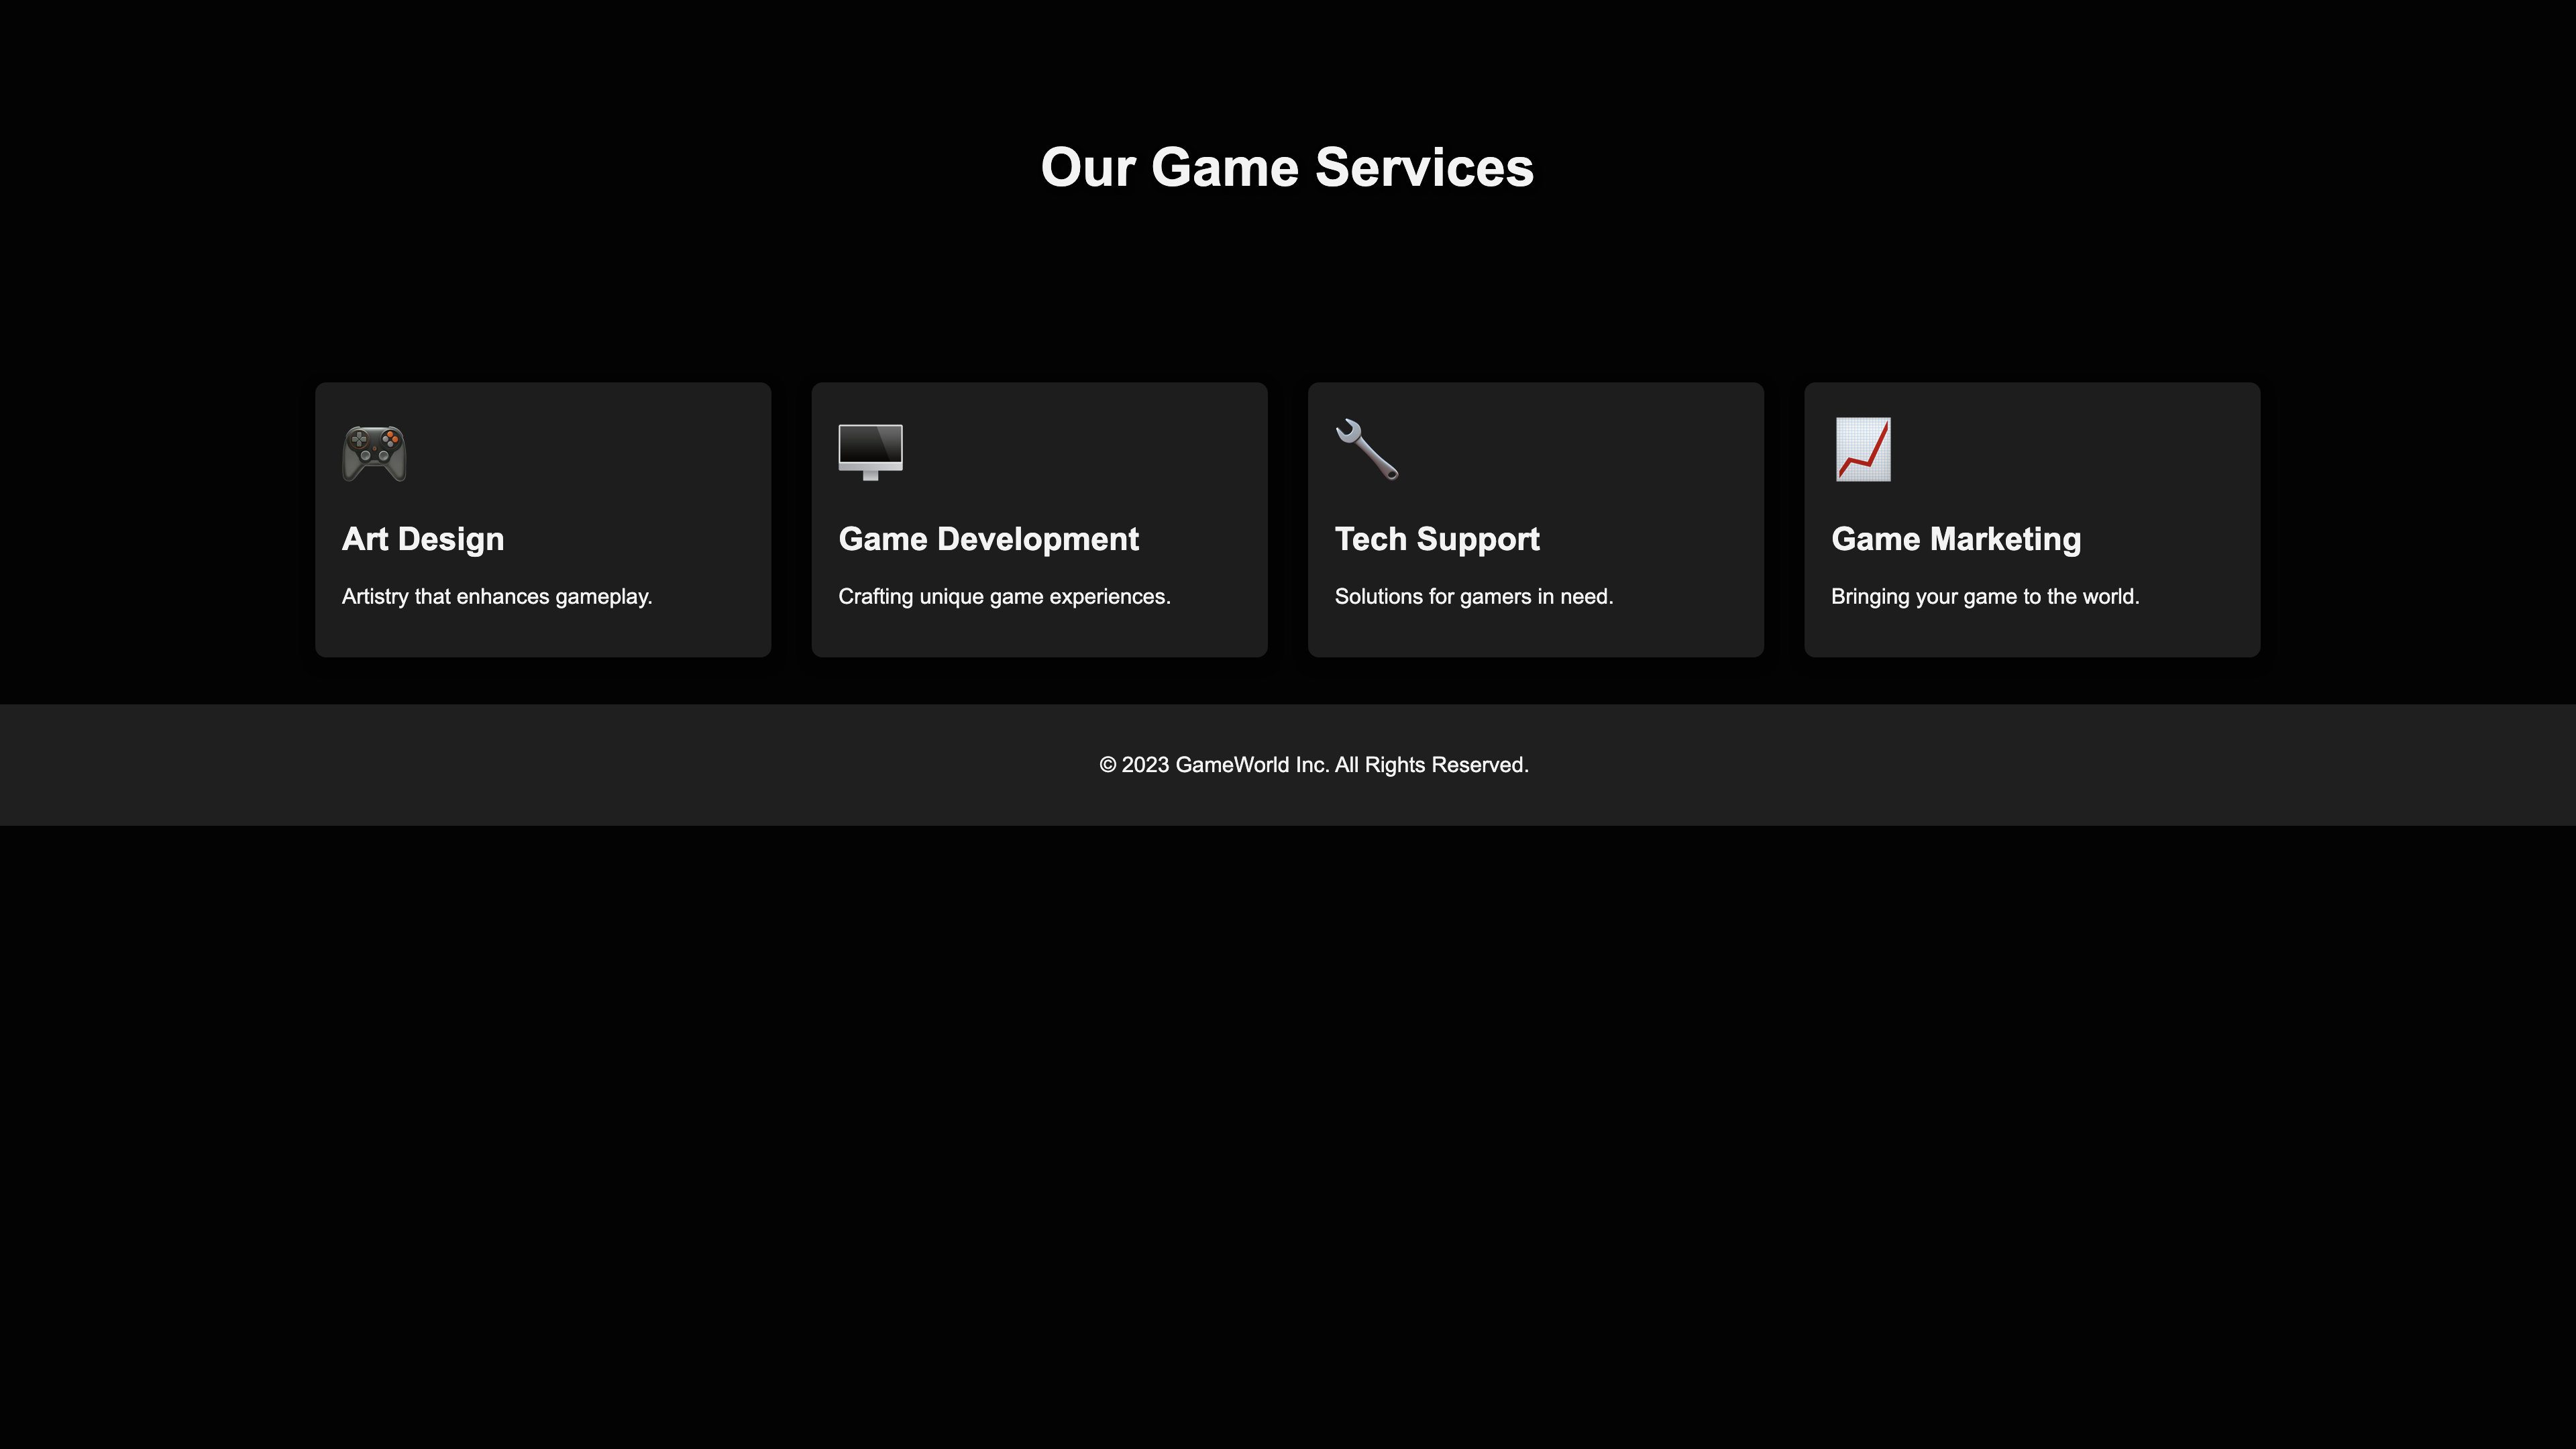 Our Game Services
Art Design
Artistry that enhances gameplay.
Game Development
Crafting unique game experiences.
Tech Support
Solutions for gamers in need.
Game Marketing
Bringing your game to the world.
© 2023 GameWorld Inc. All Rights Reserved.